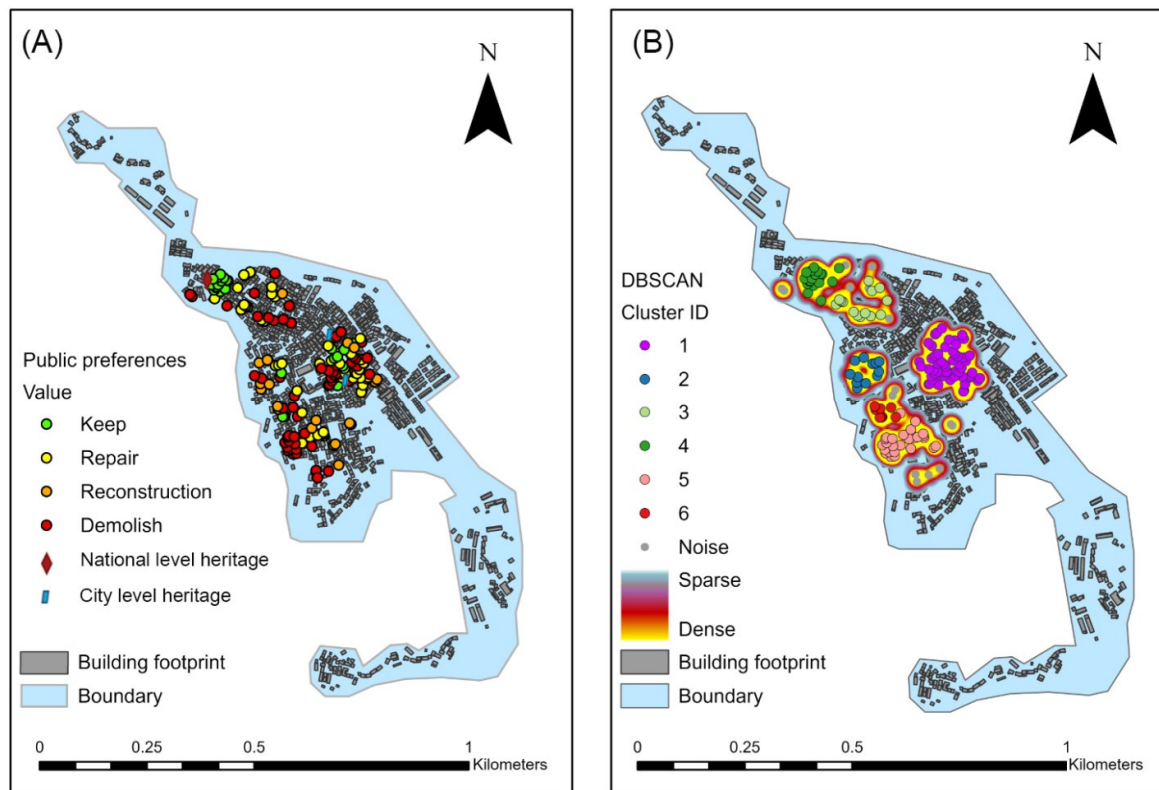 (A)
N
Public preferences
Value
Keep
Repair
Reconstruction
Demolish
National level heritage
City level heritage
Building footprint
Boundary
0 0.25 0.5 1
Kilometers
(B)
N
DBSCAN
Cluster ID
1
2
3
4
5
6
Noise
Sparse
Dense
Building footprint
Boundary
0 0.25 0.5 1
Kilometers